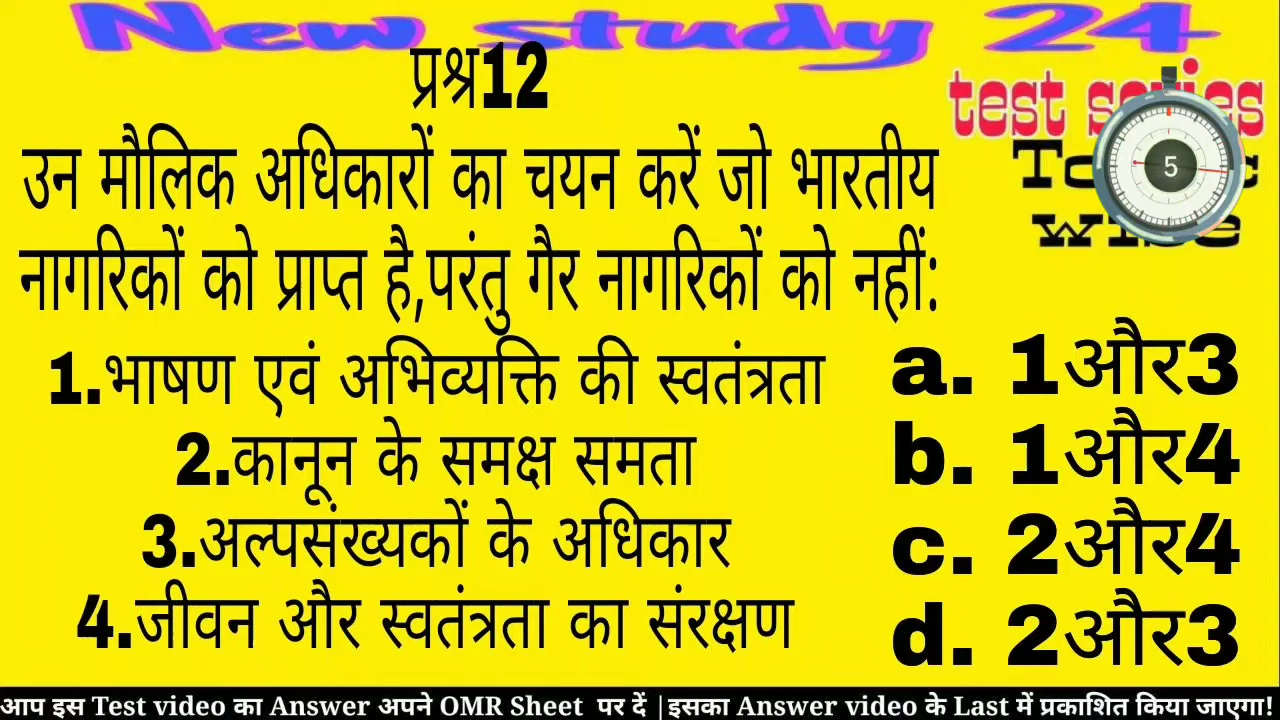 New study 24
प्रश्न12
test series
wise
उन मौलिक अधिकारों का चयन करें जो भारतीय
नागरिकों को प्राप्त है,परंतु गैर नागरिकों को नहीं:
5
1.भाषण एवं अभिव्यक्ति की स्वतंत्रता
2.कानून के समक्ष समता
3.अल्पसंख्यकों के अधिकार
4.जीवन और स्वतंत्रता का संरक्षण
a. 1और3
b. 1और4
c. 2और4
d. 2और3
आप इस Test video का Answer अपने OMR Sheet पर दें |इसका Answer video के Last में प्रकाशित किया जाएगा!